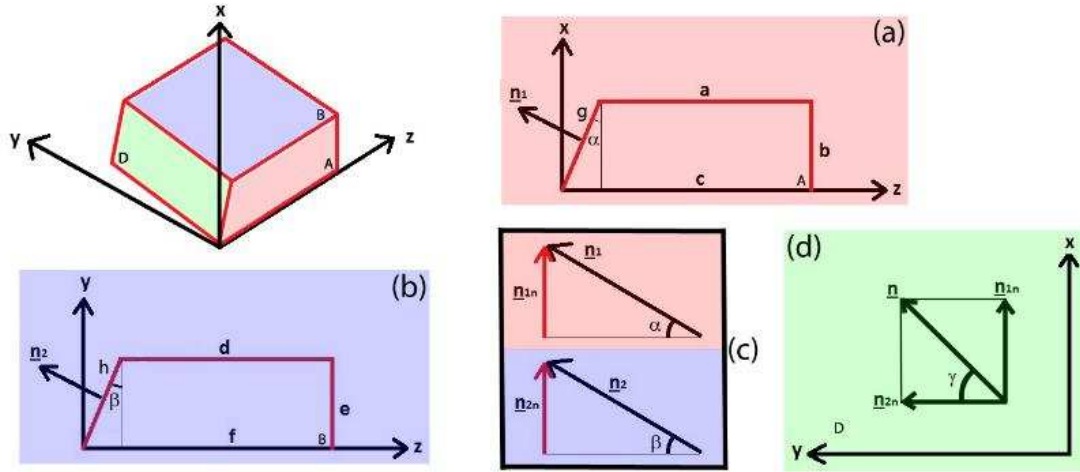 x
y
z
B
D
A
(a)
x
n1
g
α
a
b
c
A
z
(b)
y
n2
h
β
d
e
f
B
z
n1
n1n
α
(c)
n2
n2n
β
(d)
x
n
n1n
γ
n2n
D
y